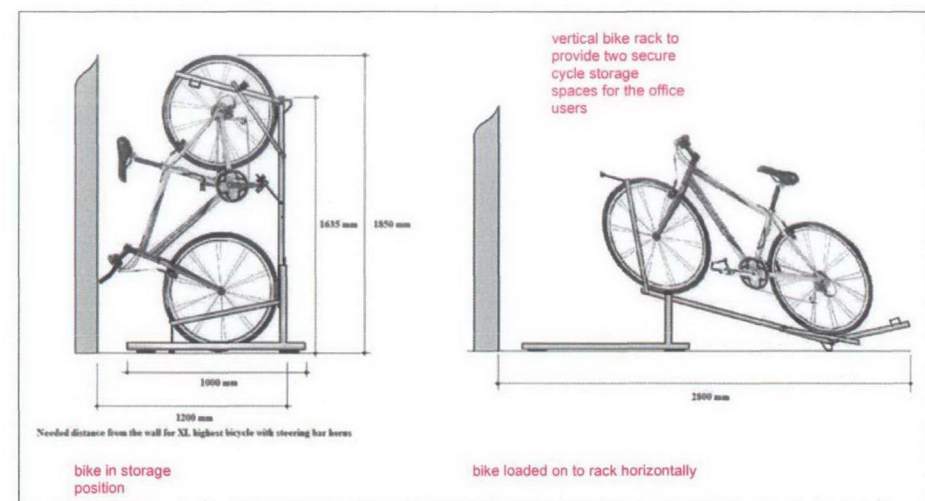 vertical bike rack to
provide two secure
cycle storage
spaces for the office
users
1635 mm
1850 mm
1000 mm
1200 mm
2800 mm
Needed distance from the wall for XL highest bicycle with steering bar horns
bike in storage
position
bike loaded on to rack horizontally